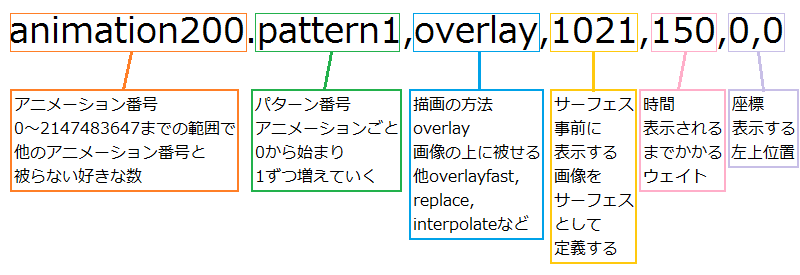 animation200.pattern1,overlay,1021,150,0,0
アニメーション番号
0～2147483647までの範囲で
他のアニメーション番号と
被らない好きな数
パターン番号
アニメーションごと
0から始まり
1ずつ増えていく
描画の方法
overlay
画像の上に被せる
他overlayfast,
replace,
interpolateなど
サーフェス
事前に
表示する
画像を
サーフェス
として
定義する
時間
表示される
までかかる
ウェイト
座標
表示する
左上位置